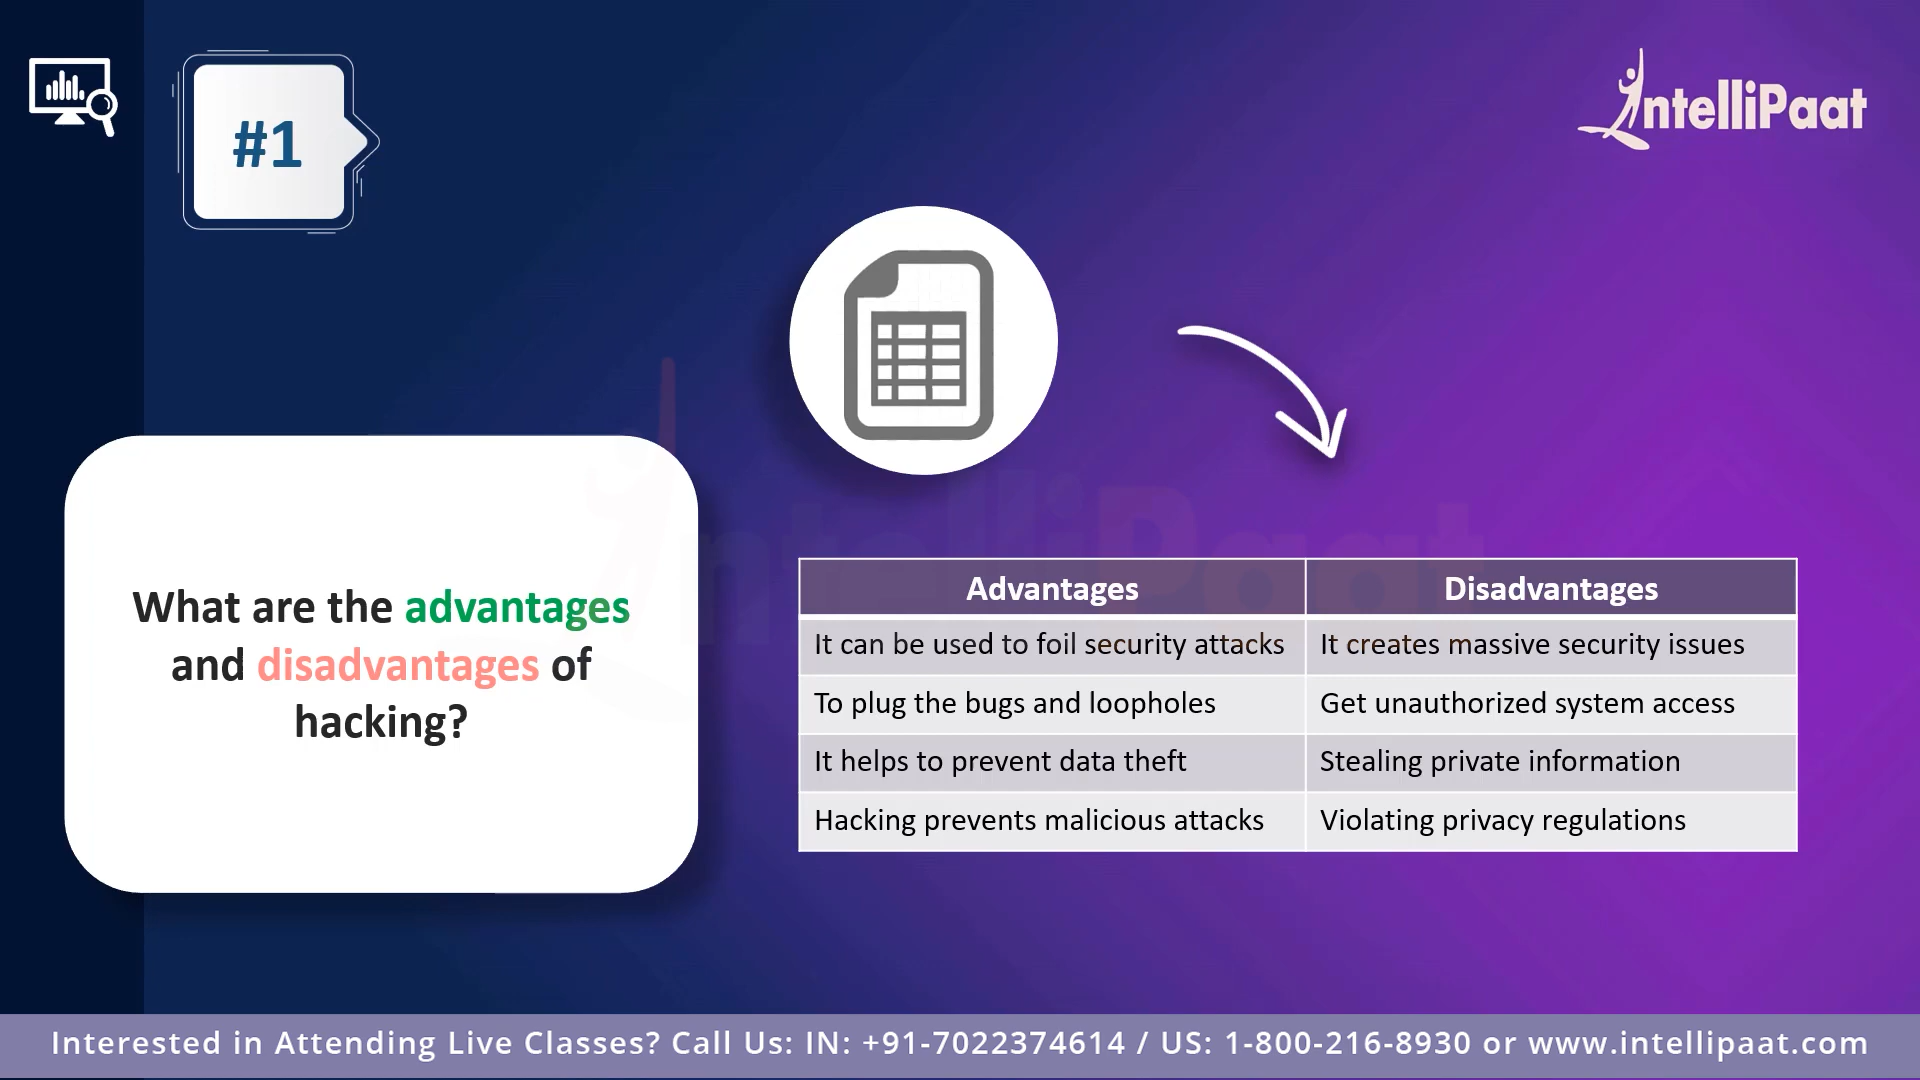 #1
IntelliPaat
What are the advantages
and disadvantages of
hacking?
Advantages Disadvantages
It can be used to foil security attacks It creates massive security issues
To plug the bugs and loopholes Get unauthorized system access
It helps to prevent data theft Stealing private information
Hacking prevents malicious attacks Violating privacy regulations
IntelliPaat
Interested in Attending Live Classes? Call Us: IN: +91-7022374614 / US: 1-800-216-8930 or www.intellipaat.com